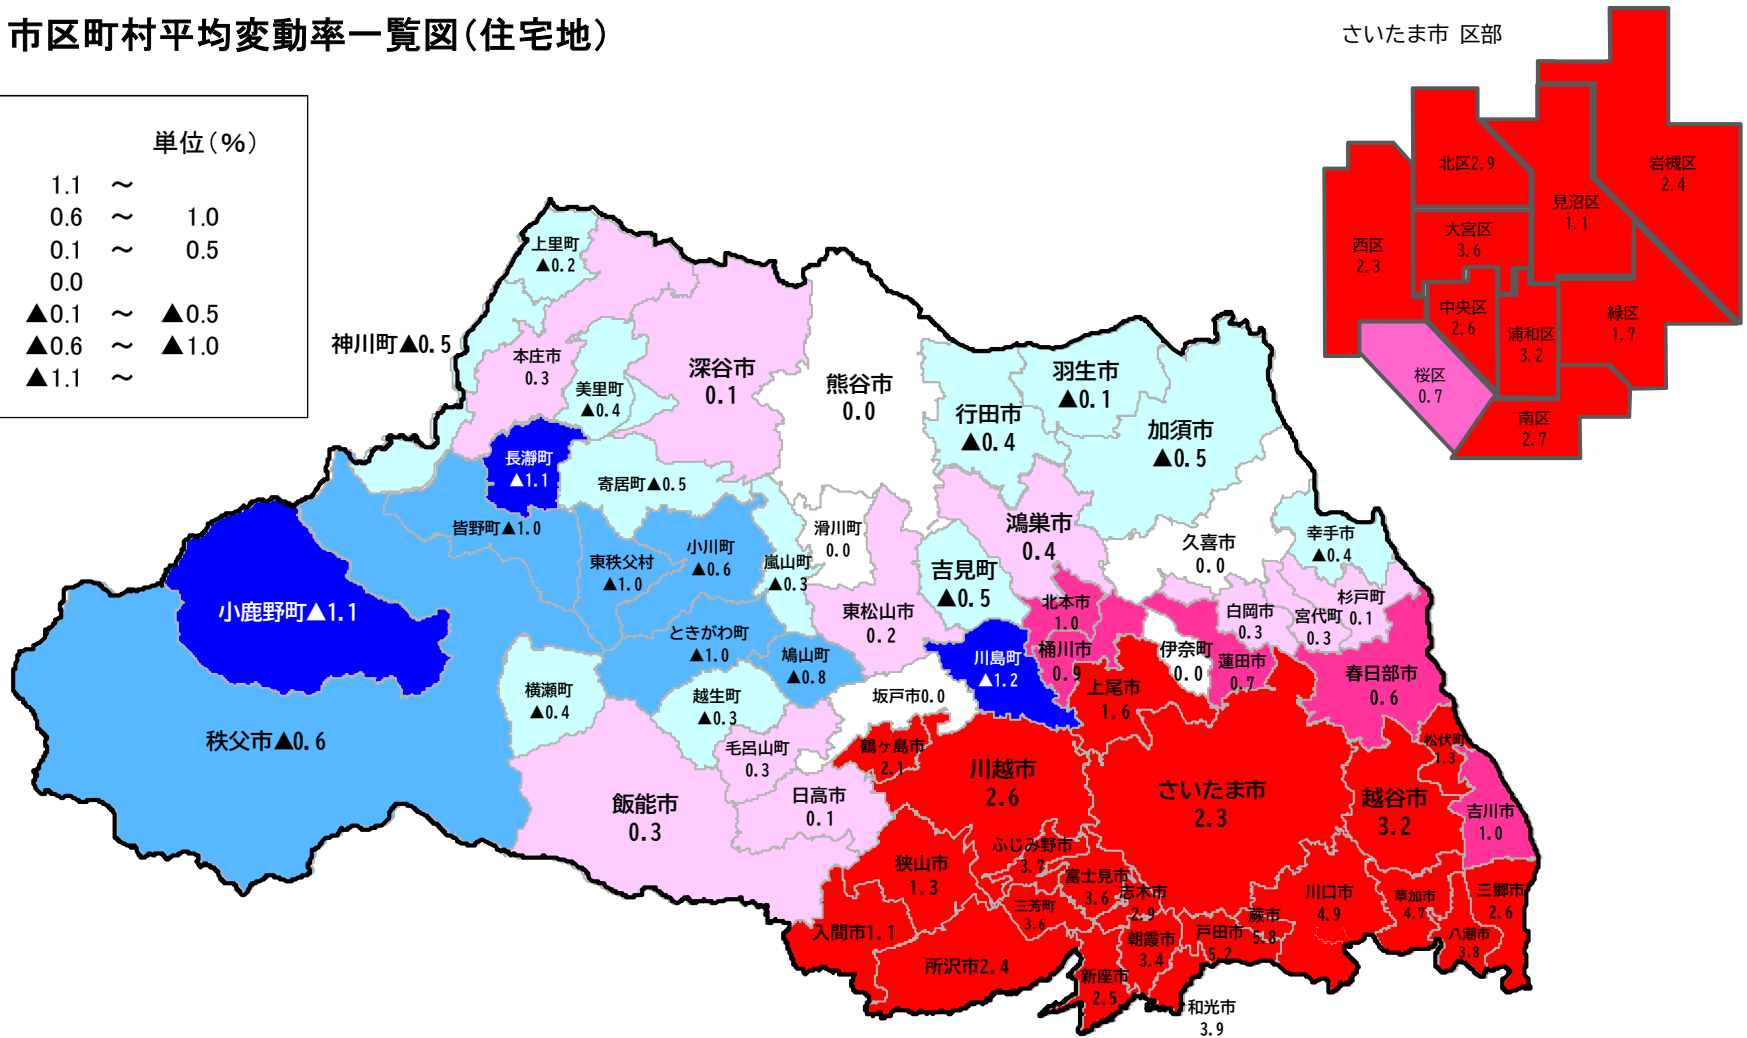 市区町村平均変動率一覧図(住宅地)
さいたま市 区部
単位(%)
1.1 ～
0.6 ～ 1.0
0.1 ～ 0.5
0.0
▲0.1 ～ ▲0.5
▲0.6 ～ ▲1.0
▲1.1 ～
北区2.9
岩槻区
2.4
見沼区
1.1
大宮区
3.6
西区
2.3
中央区
2.6
浦和区
3.2
緑区
1.7
桜区
0.7
南区
2.7
上里町
▲0.2
神川町▲0.5
本庄市
0.3
美里町
▲0.4
深谷市
0.1
熊谷市
0.0
行田市
▲0.4
羽生市
▲0.1
加須市
▲0.5
長瀞町
▲1.1
寄居町▲0.5
皆野町▲1.0
東秩父村
▲1.0
小川町
▲0.6
嵐山町
▲0.3
滑川町
0.0
吉見町
▲0.5
鴻巣市
0.4
久喜市
0.0
幸手市
▲0.4
小鹿野町▲1.1
ときがわ町
▲1.0
鳩山町
▲0.8
東松山市
0.2
北本市
1.0
桶川市
0.9
伊奈町
0.0
白岡市
0.3
宮代町
0.3
杉戸町
0.1
蓮田市
0.7
春日部市
0.6
川島町
▲1.2
上尾市
1.6
横瀬町
▲0.4
越生町
▲0.3
坂戸市0.0
秩父市▲0.6
毛呂山町
0.3
鶴ヶ島市
2.1
川越市
2.6
さいたま市
2.3
松伏町
1.3
越谷市
3.2
吉川市
1.0
飯能市
0.3
日高市
0.1
狭山市
1.3
ふじみ野市
3.7
富士見市
3.6
三芳町
3.6
志木市
2.9
川口市
4.9
草加市
4.7
三郷市
2.6
八潮市
3.8
入間市1.1
所沢市2.4
朝霞市
3.4
戸田市
5.2
蕨市
5.8
新座市
2.5
和光市
3.9